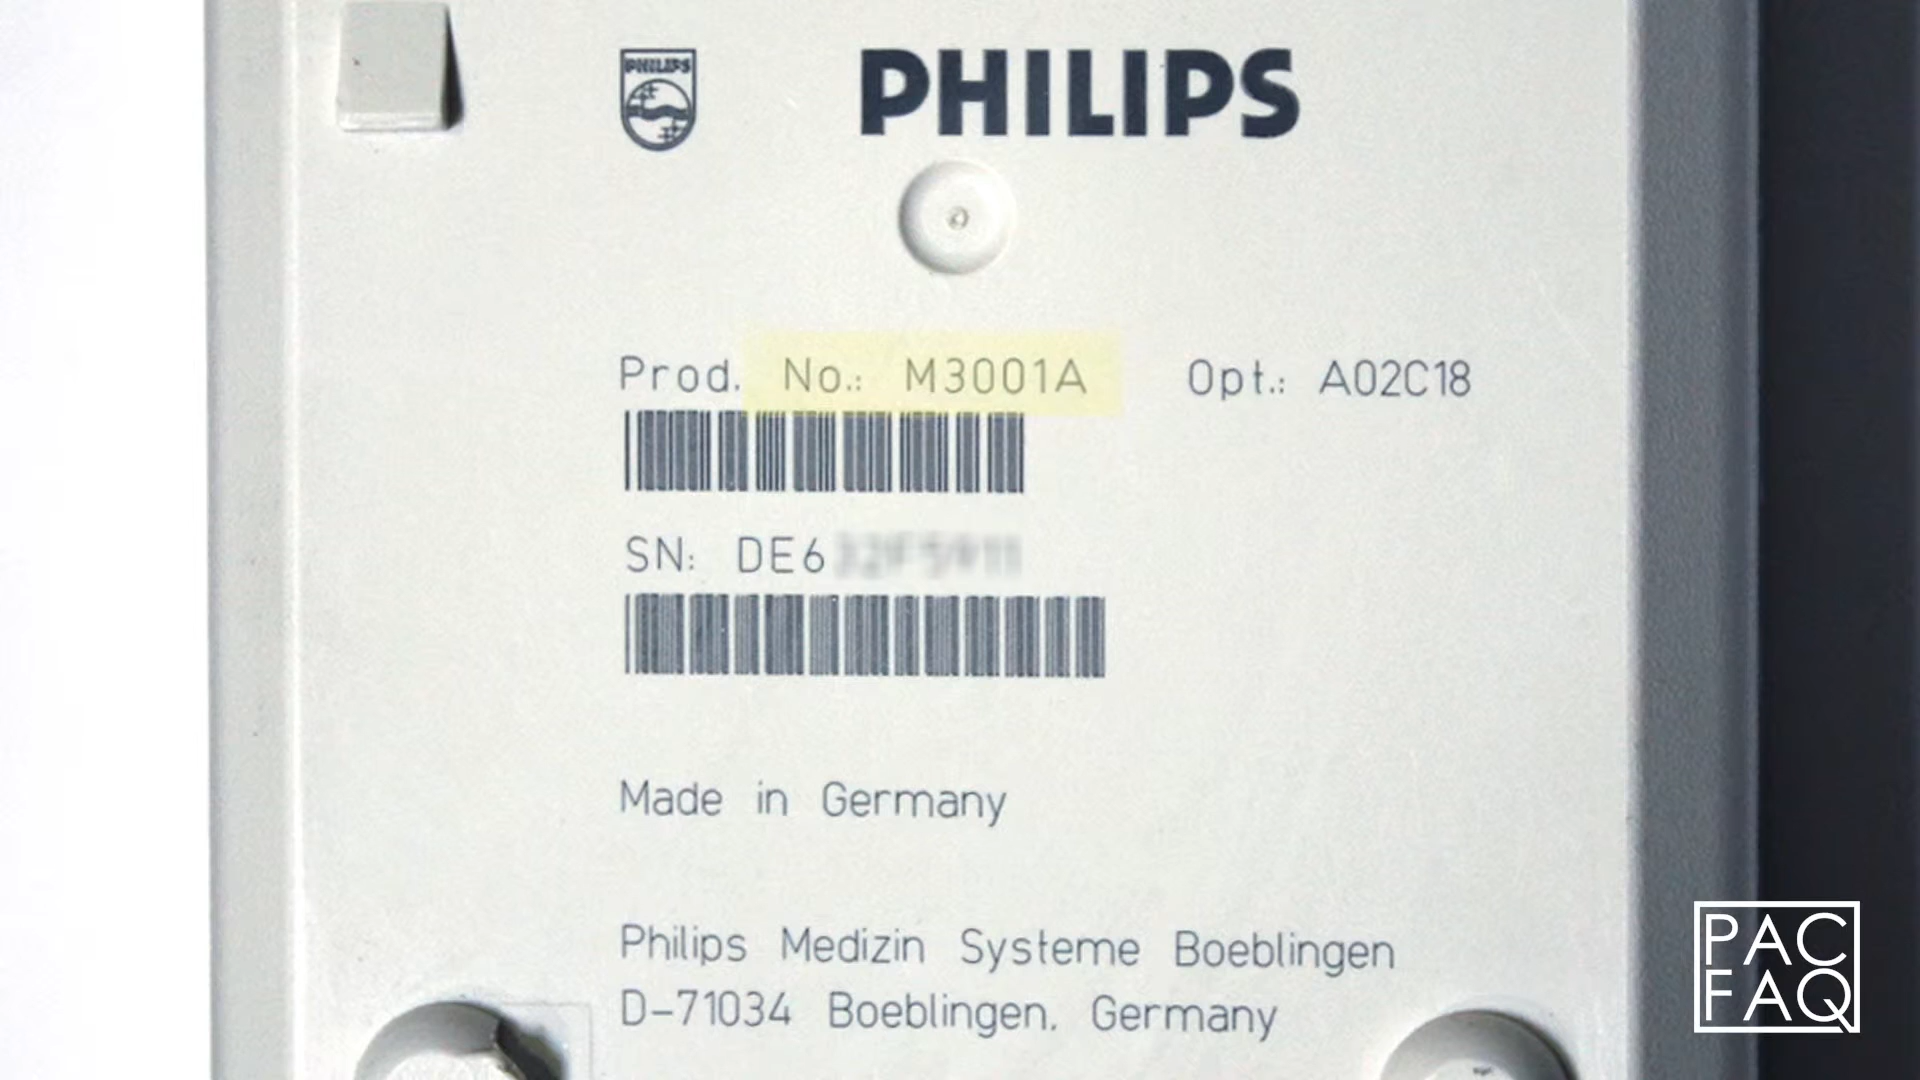 PHILIPS
PHILIPS
Prod. No.: M3001A Opt.: A02C18
SN: DE6
Made in Germany
Philips Medizin Systeme Boeblingen
D-71034 Boeblingen, Germany
PAC
FAQ